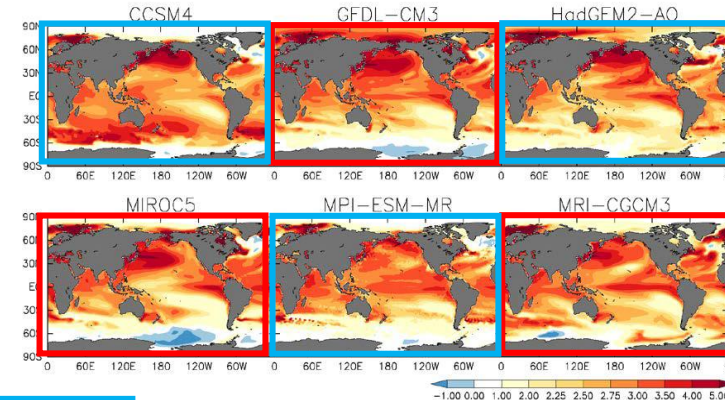 CCSM4 GFDL-CM3 HadGEM2-AO
90N
60N
30N
EQ
30S
60S
90S
0 60E 120E 180 120W 60W 0 60E 120E 180 120W 60W 0 60E 120E 180 120W 60W
MIROC5 MPI-ESM-MR MRI-CGCM3
90N
60N
30N
EQ
30S
60S
90S
0 60E 120E 180 120W 60W 0 60E 120E 180 120W 60W 0 60E 120E 180 120W 60W
-1.00 0.00 1.00 2.00 2.25 2.50 2.75 3.00 3.50 4.00 5.0